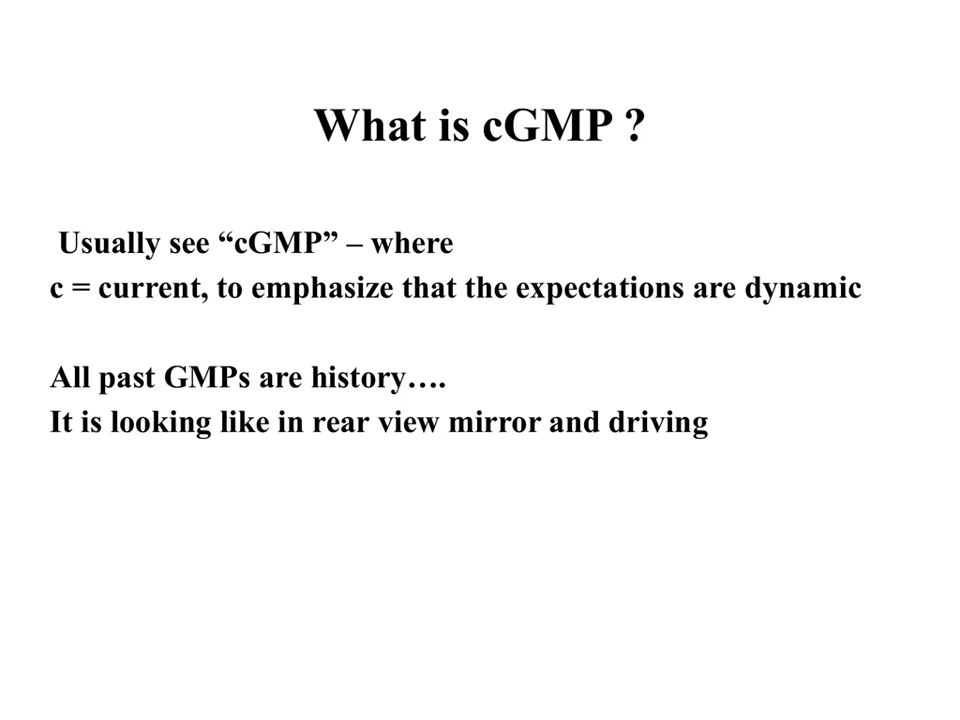 What is cGMP ?
Usually see “cGMP” – where
c = current, to emphasize that the expectations are dynamic
All past GMPs are history….
It is looking like in rear view mirror and driving